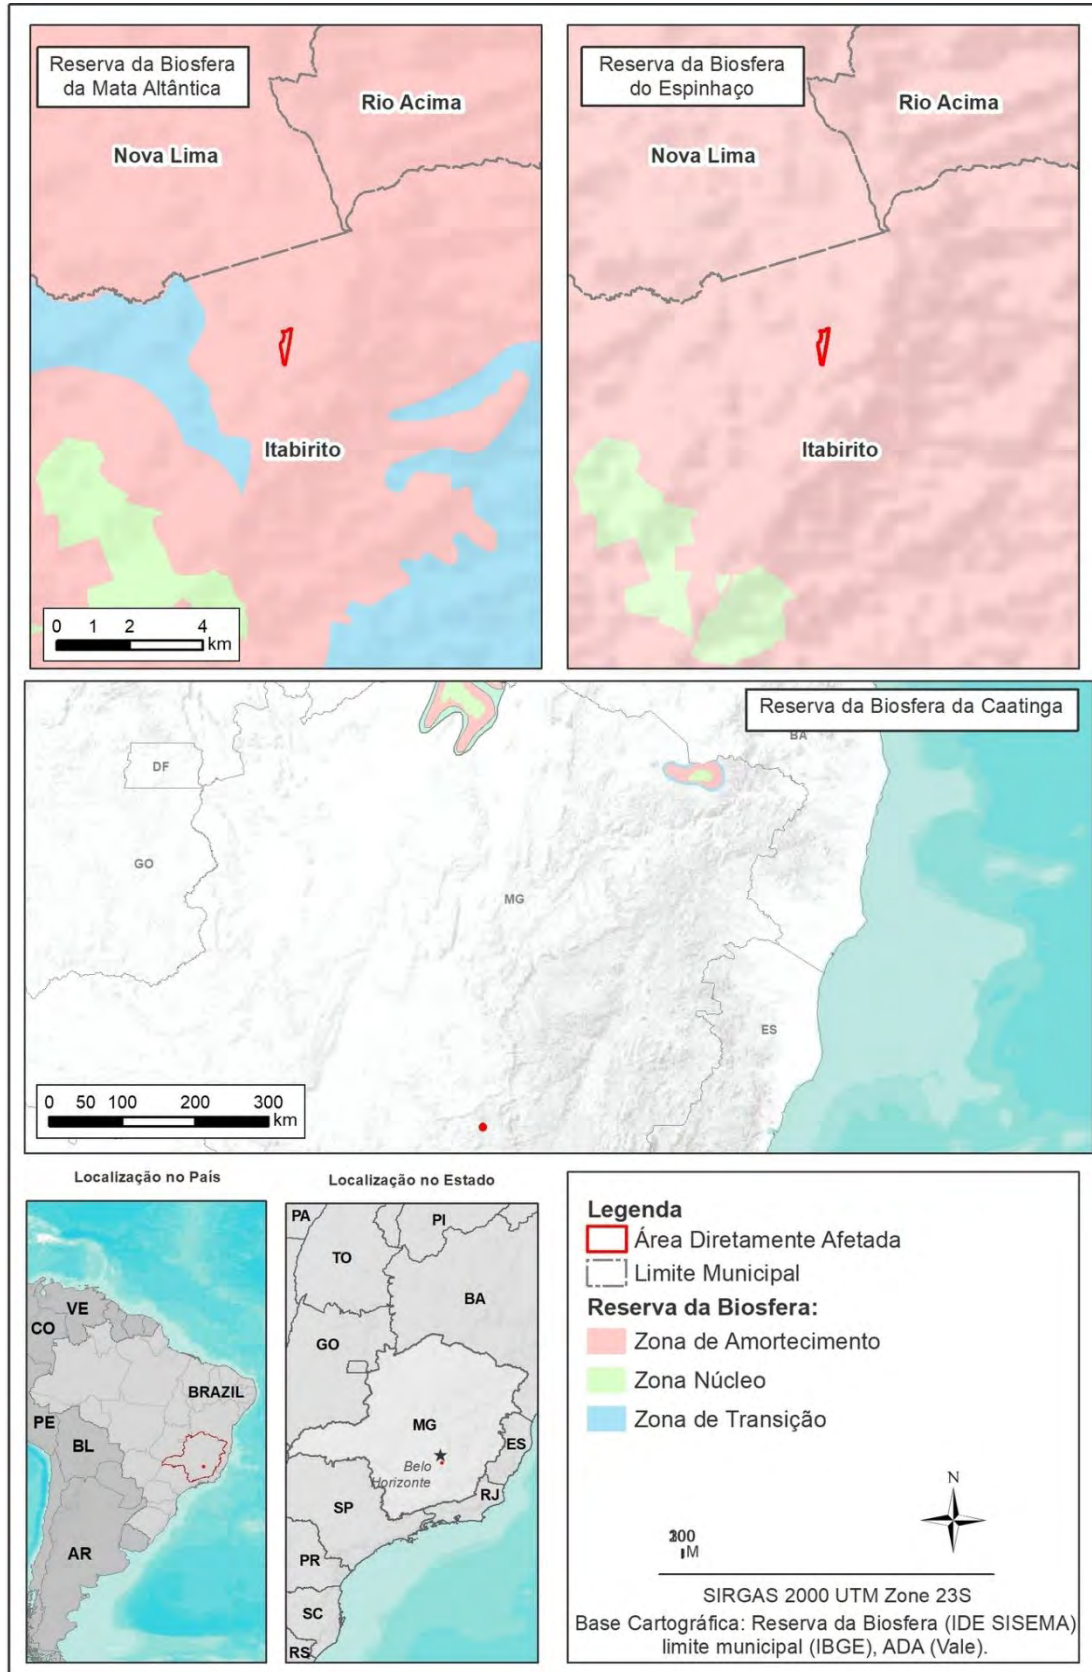 Reserva da Biosfera
da Mata Altântica
Rio Acima
Nova Lima
Itabirito
0 1 2 4
km
Reserva da Biosfera
do Espinhaço
Rio Acima
Nova Lima
Itabirito
Reserva da Biosfera da Caatinga
BA
DF
GO
MG
ES
0 50 100 200 300
km
Localização no País
VE
CO
BRAZIL
PE
BL
AR
Localização no Estado
PA
PI
TO
BA
GO
MG
ES
Belo
Horizonte
RJ
SP
PR
SC
RS
Legenda
Área Diretamente Afetada
Limite Municipal
Reserva da Biosfera:
Zona de Amortecimento
Zona Núcleo
Zona de Transição
N
M
SIRGAS 2000 UTM Zone 23S
Base Cartográfica: Reserva da Biosfera (IDE SISEMA)
limite municipal (IBGE), ADA (Vale).